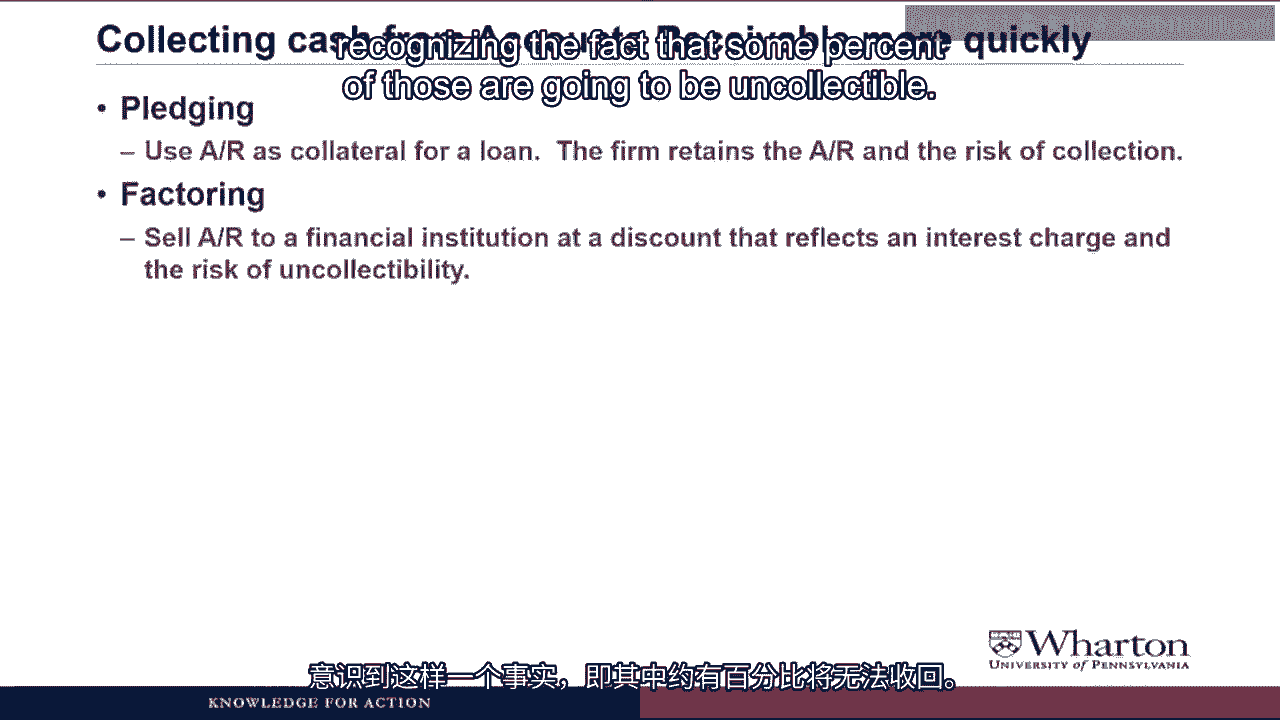 Collecting cash from Accounts Receivable more quickly
recognizing the fact that some percent
of those are going to be uncollectible.
• Pledging
– Use A/R as collateral for a loan. The firm retains the A/R and the risk of collection.
• Factoring
– Sell A/R to a financial institution at a discount that reflects an interest charge and
the risk of uncollectibility.
Wharton
UNIVERSITY of PENNSYLVANIA
意识到这样一个事实，即其中约有百分比将无法收回。
KNOWLEDGE FOR ACTION